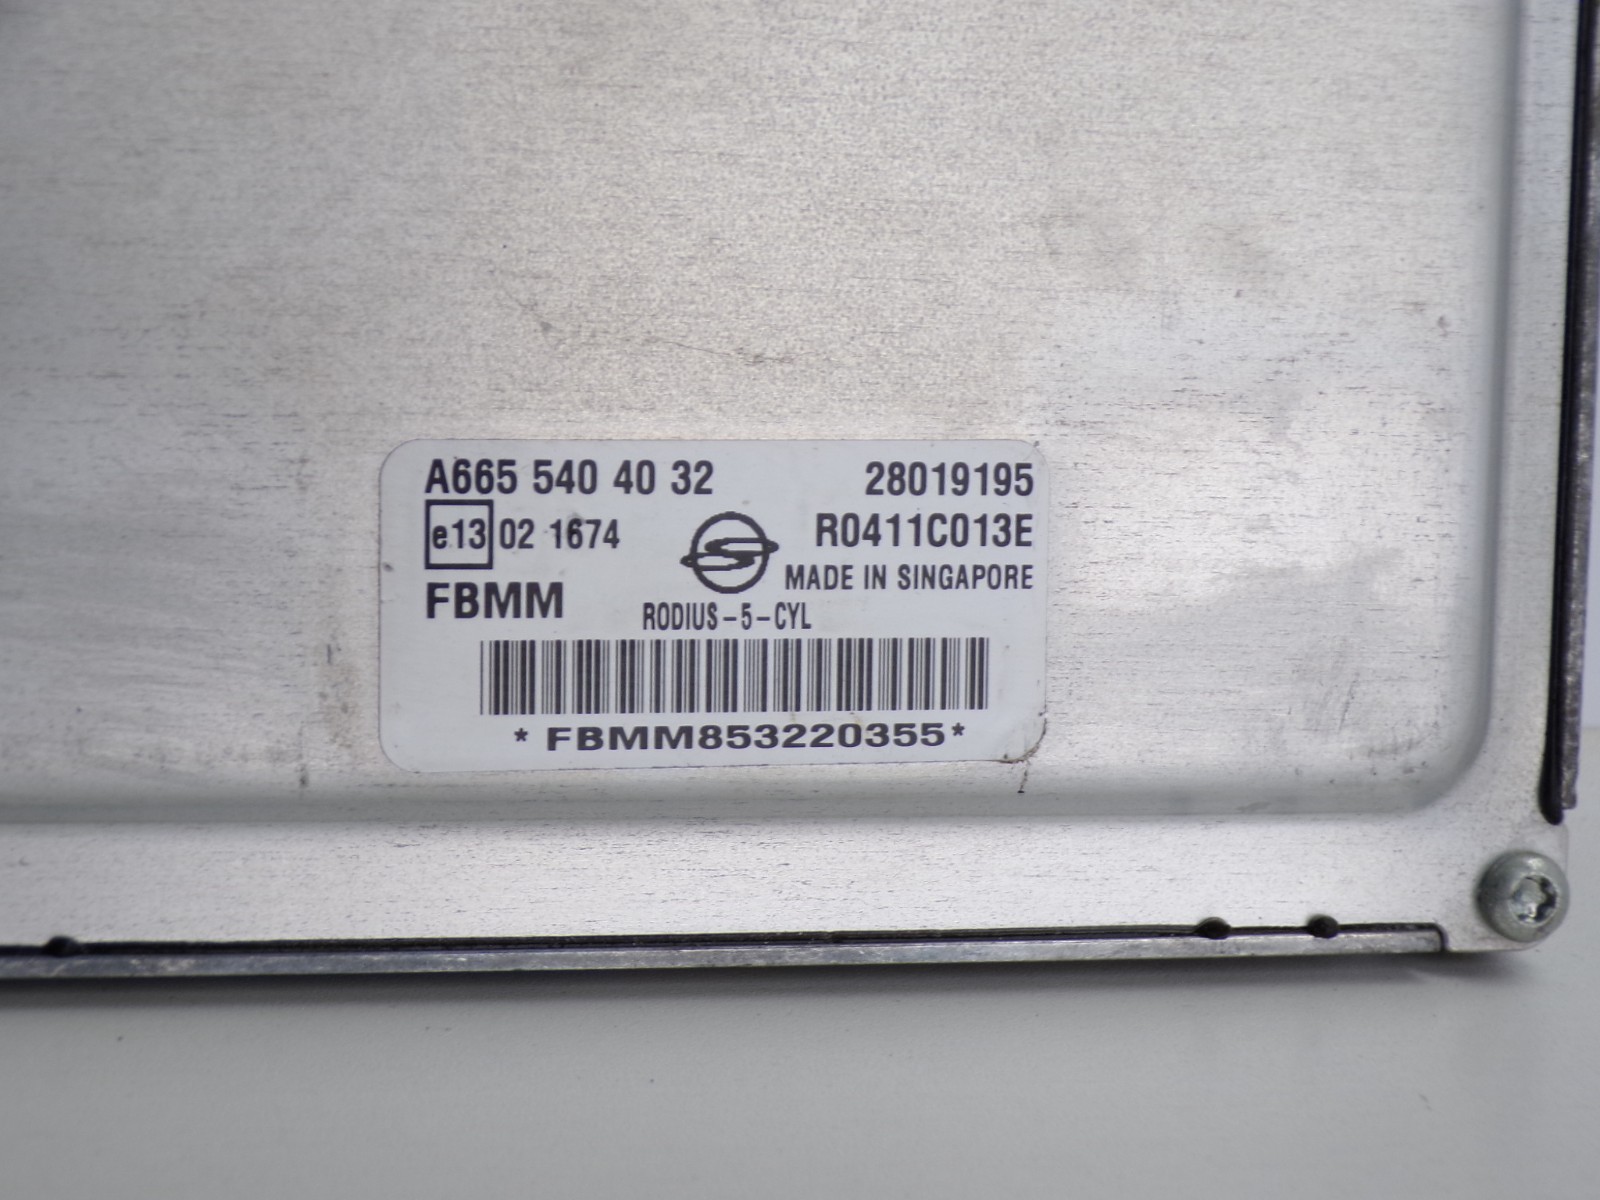 A665 540 40 32 28019195
e13 02 1674 R0411C013E
MADE IN SINGAPORE
FBMM
RODIUS-5-CYL
*FBMM853220355*